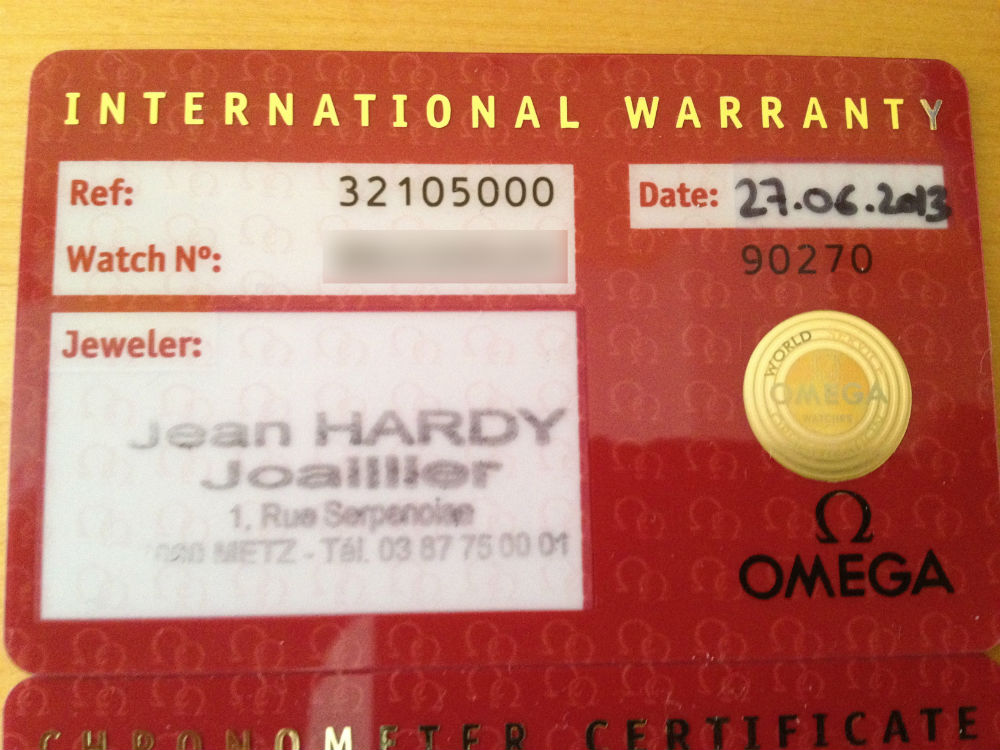 INTERNATIONAL WARRANTY
Ref: 32105000
Date: 27.06.2013
Watch Nº:
90270
Jeweler:
Jean HARDY
Joaillier
1, Rue Serpenoise
METZ - Tél. 03 87 75 00 01
WORLD SERVICE
OMEGA
WATCHES
Ω
OMEGA
CHRONOMETER CERTIFICATE